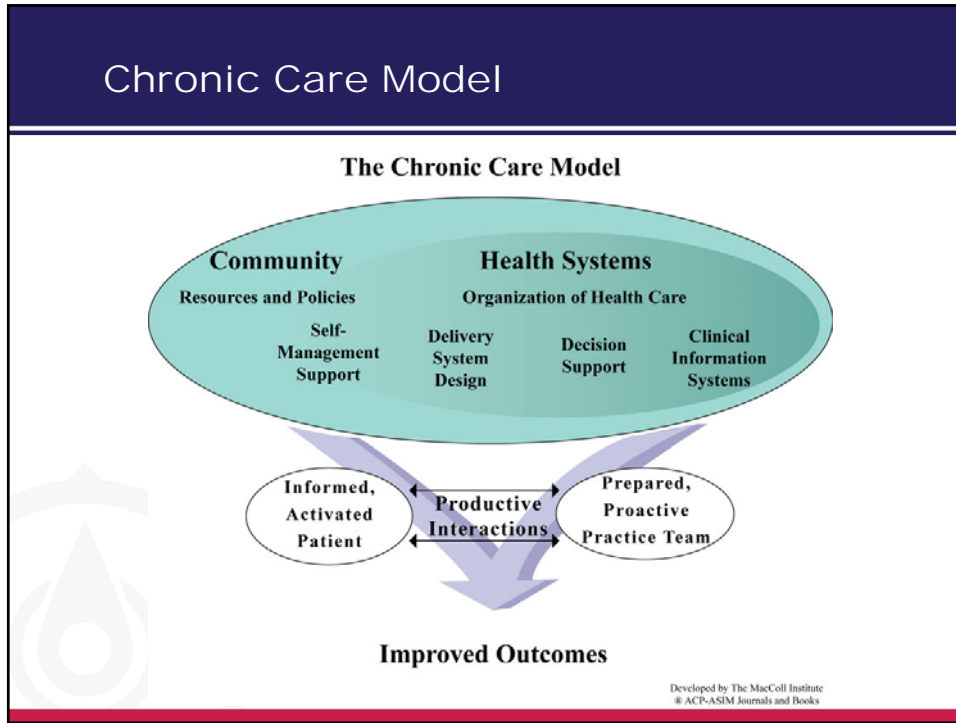 Chronic Care Model
The Chronic Care Model
Community
Resources and Policies
Health Systems
Organization of Health Care
Self-
Management
Support
Delivery
System
Design
Decision
Support
Clinical
Information
Systems
Informed,
Activated
Patient
Productive
Interactions
Prepared,
Proactive
Practice Team
Improved Outcomes
Developed by The MacColl Institute
® ACP-ASIM Journals and Books